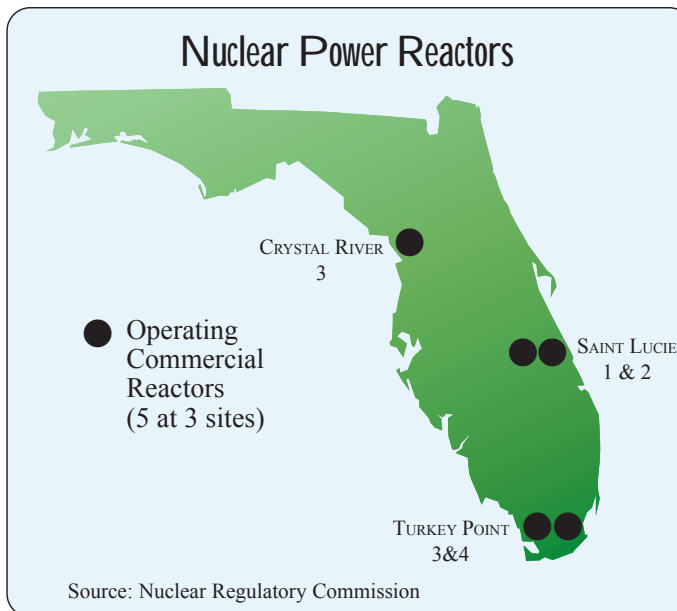 Nuclear Power Reactors
CRYSTAL RIVER
3
Operating
Commercial
Reactors
(5 at 3 sites)
SAINT LUCIE
1 & 2
TURKEY POINT
3&4
Source: Nuclear Regulatory Commission